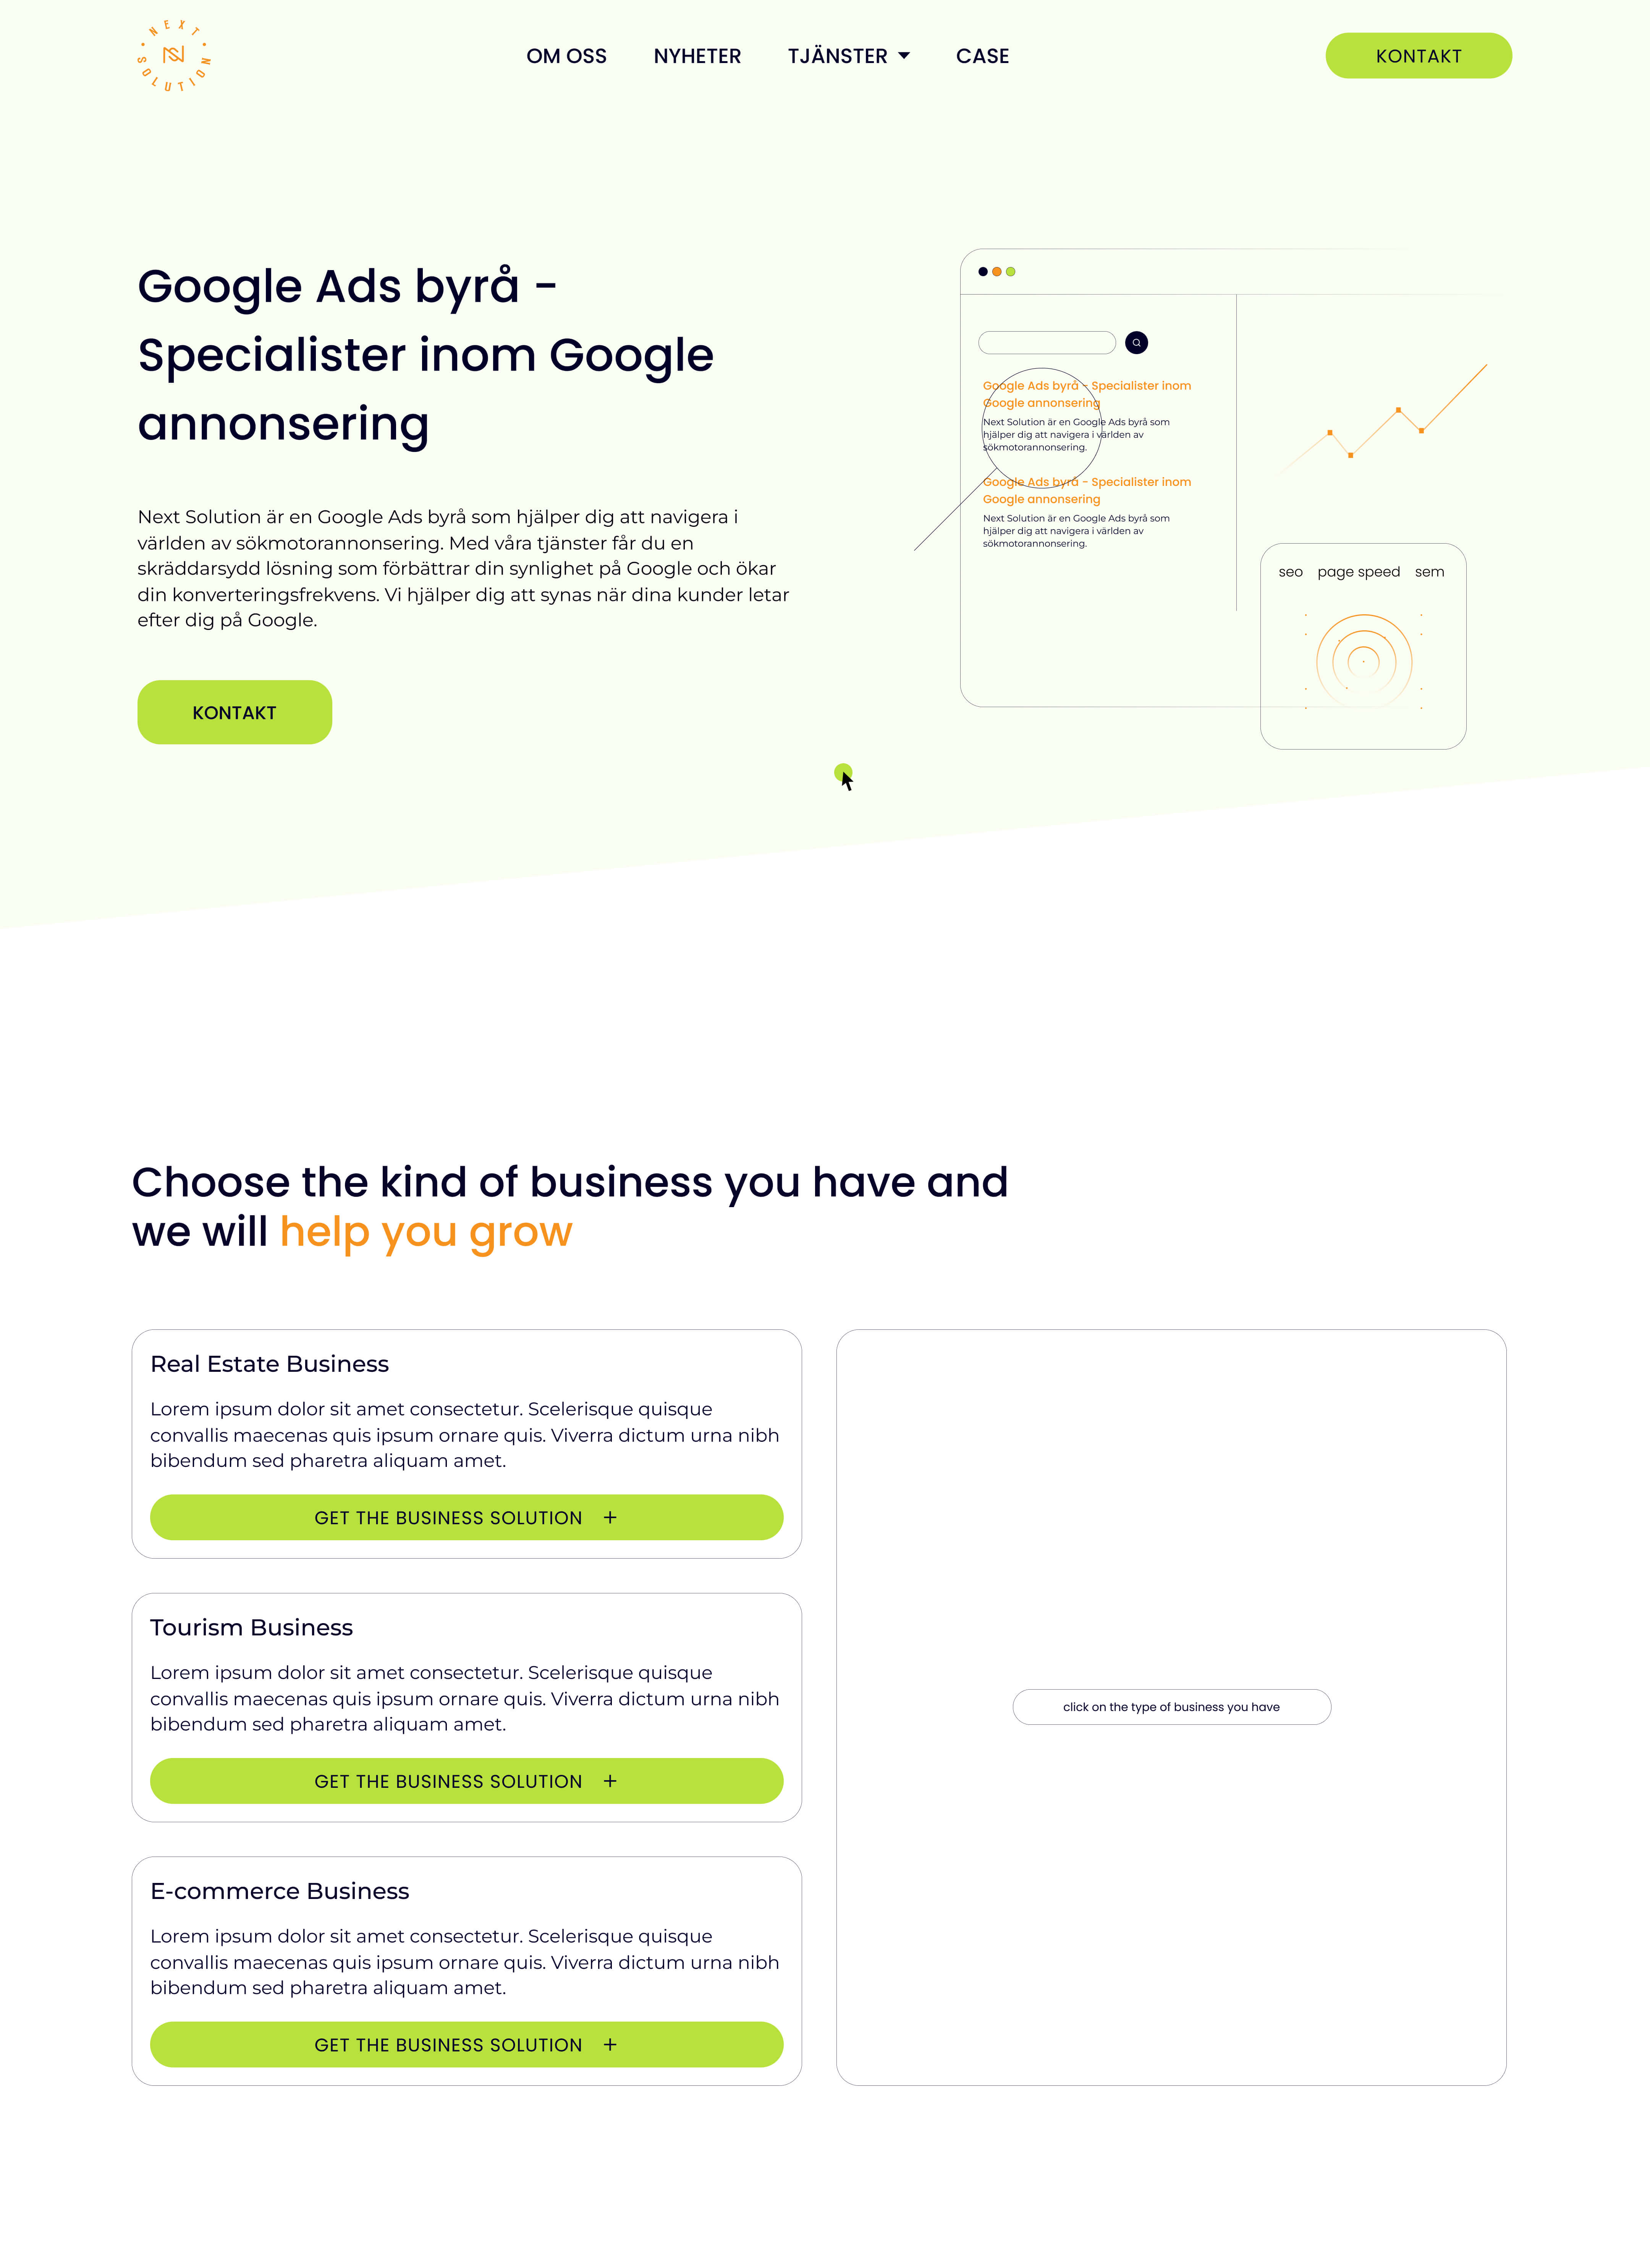 NEXT SOLUTION
OM OSS
NYHETER
TJÄNSTER
CASE
KONTAKT
Google Ads byrå -
Specialister inom Google
annonsering
Next Solution är en Google Ads byrå som hjälper dig att navigera i
världen av sökmotorannonsering. Med våra tjänster får du en
skräddarsydd lösning som förbättrar din synlighet på Google och ökar
din konverteringsfrekvens. Vi hjälper dig att synas när dina kunder letar
efter dig på Google.
KONTAKT
Google Ads byrå - Specialister inom
Google annonsering
Next Solution är en Google Ads byrå som
hjälper dig att navigera i världen av
sökmotorannonsering.
Google Ads byrå - Specialister inom
Google annonsering
Next Solution är en Google Ads byrå som
hjälper dig att navigera i världen av
sökmotorannonsering.
seo page speed sem
Choose the kind of business you have and
we will help you grow
Real Estate Business
Lorem ipsum dolor sit amet consectetur. Scelerisque quisque
convallis maecenas quis ipsum ornare quis. Viverra dictum urna nibh
bibendum sed pharetra aliquam amet.
GET THE BUSINESS SOLUTION +
Tourism Business
Lorem ipsum dolor sit amet consectetur. Scelerisque quisque
convallis maecenas quis ipsum ornare quis. Viverra dictum urna nibh
bibendum sed pharetra aliquam amet.
GET THE BUSINESS SOLUTION +
E-commerce Business
Lorem ipsum dolor sit amet consectetur. Scelerisque quisque
convallis maecenas quis ipsum ornare quis. Viverra dictum urna nibh
bibendum sed pharetra aliquam amet.
GET THE BUSINESS SOLUTION +
click on the type of business you have